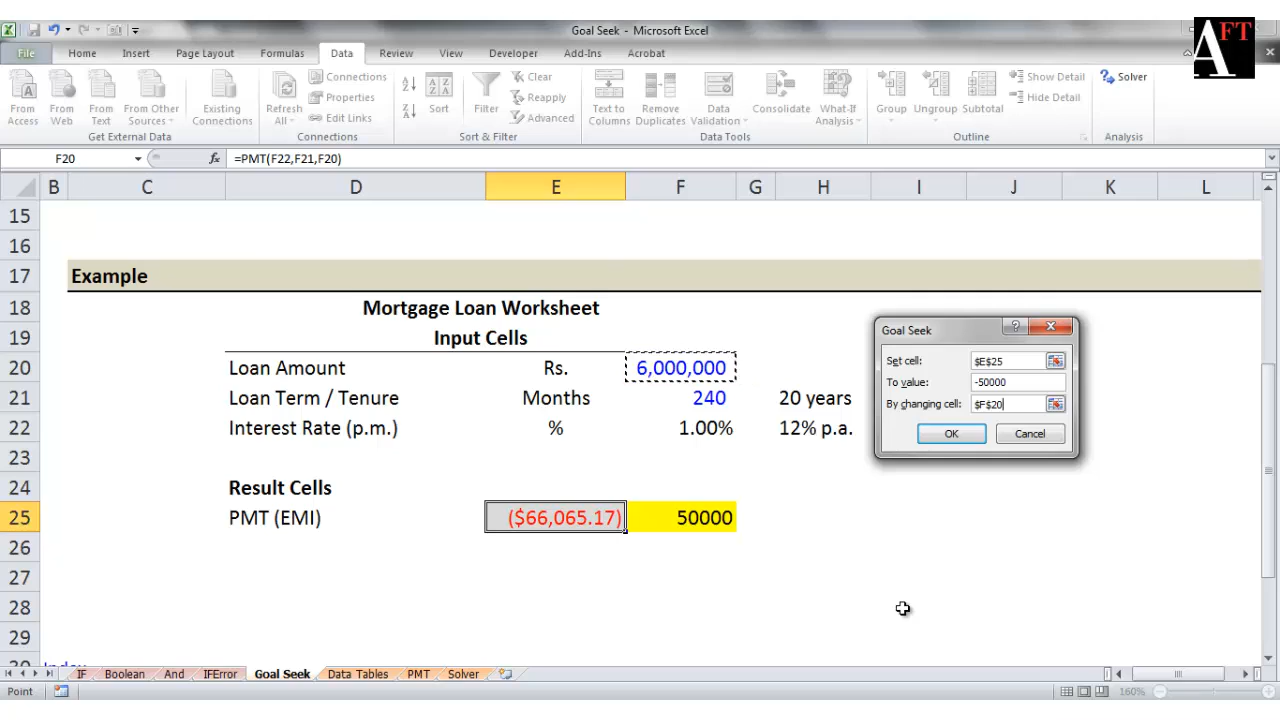 Goal Seek - Microsoft Excel
AFT
File Home Insert Page Layout Formulas Data Review View Developer Add-Ins Acrobat
From Access
From Web
From Text
From Other Sources
Existing Connections
Refresh All
Connections
Properties
Edit Links
Sort
Filter
Clear
Reapply
Advanced
Text to Columns
Remove Duplicates
Data Validation
Consolidate
What-If Analysis
Group
Ungroup
Subtotal
Show Detail
Hide Detail
Solver
Get External Data Connections Sort & Filter Data Tools Outline Analysis
F20 fx =PMT(F22,F21,F20)
B C D E F G H I J K L
15
16
17 Example
18 Mortgage Loan Worksheet
19 Input Cells
20 Loan Amount Rs. 6,000,000
21 Loan Term / Tenure Months 240 20 years
22 Interest Rate (p.m.) % 1.00% 12% p.a.
23
24 Result Cells
25 PMT (EMI) ($66,065.17) 50000
26
27
28
29
30 Index
Goal Seek
Set cell: $E$25
To value: -50000
By changing cell: $F$20
OK Cancel
IF Boolean And IFError Goal Seek Data Tables PMT Solver
Point 160%